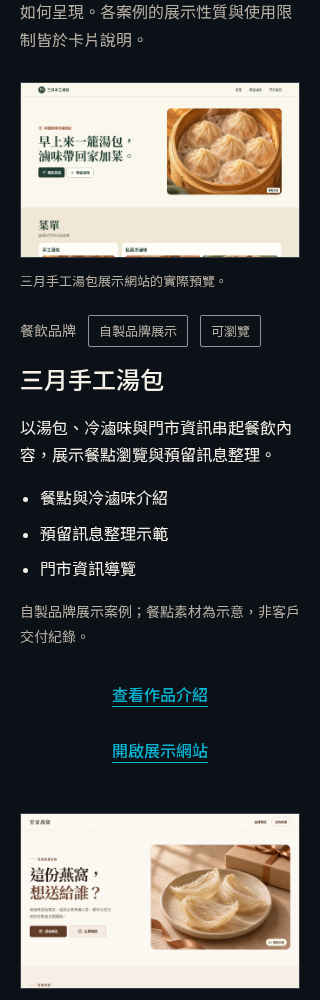 如何呈現。各案例的展示性質與使用限
制皆於卡片說明。
三月手工湯包
早上來一籠湯包，
滷味帶回家加菜。
菜單
手工湯包
私房冷滷味
三月手工湯包展示網站的實際預覽。
餐飲品牌
自製品牌展示
可瀏覽
三月手工湯包
以湯包、冷滷味與門市資訊串起餐飲內
容，展示餐點瀏覽與預留訊息整理。
餐點與冷滷味介紹
預留訊息整理示範
門市資訊導覽
自製品牌展示案例；餐點素材為示意，非客戶
交付紀錄。
查看作品介紹
開啟展示網站
這份燕窩，
想送給誰？